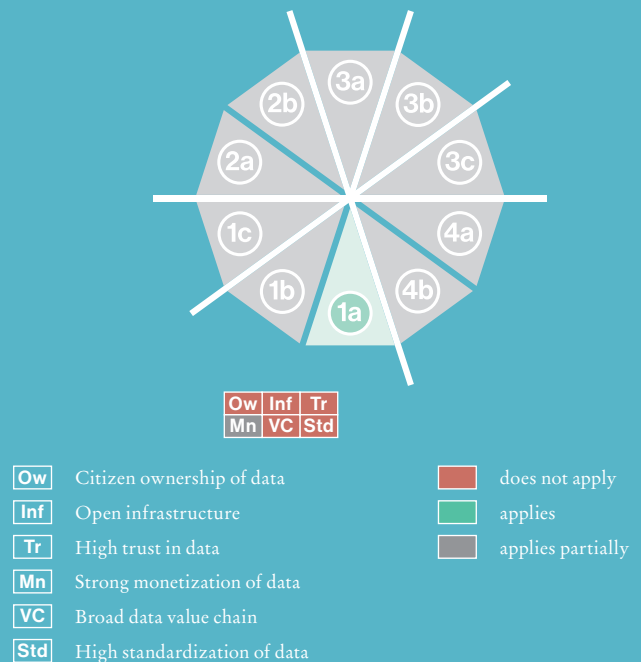 3a
2b 3b
2a 3c
1c 4a
1b 4b
1a
Ow Inf Tr
Mn VC Std
Ow Citizen ownership of data does not apply
Inf Open infrastructure applies
Tr High trust in data applies partially
Mn Strong monetization of data
VC Broad data value chain
Std High standardization of data